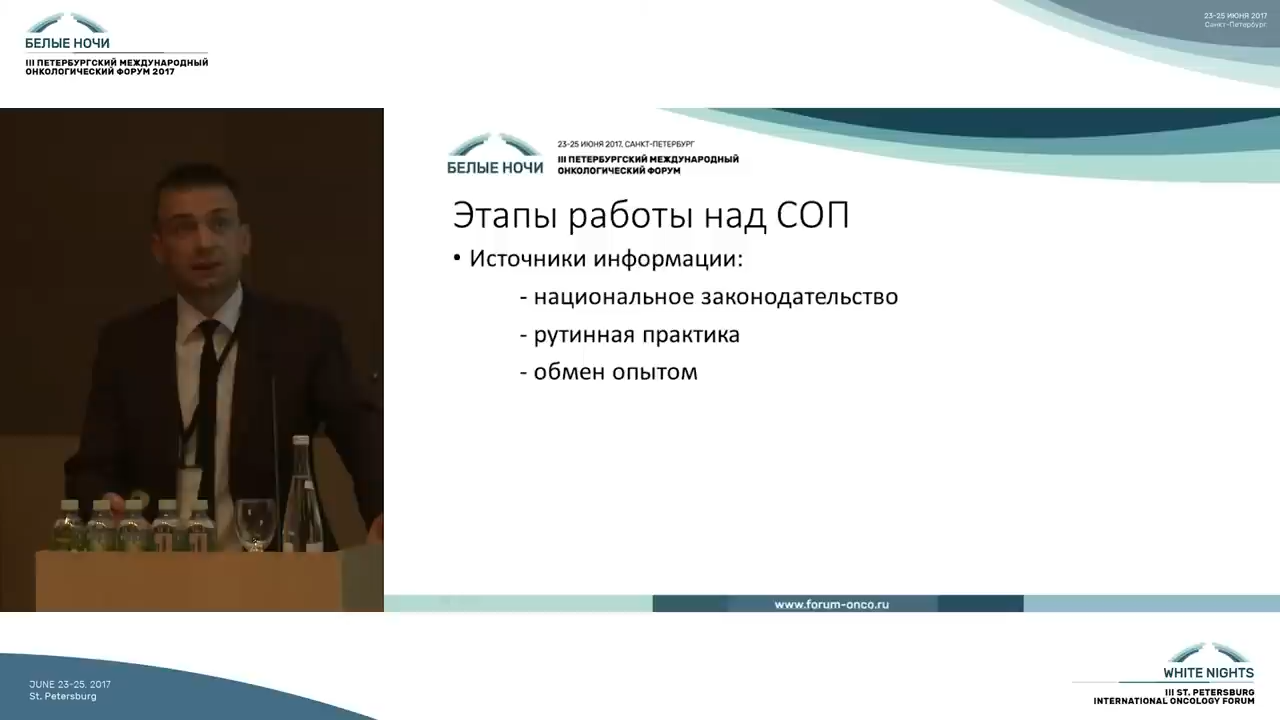 БЕЛЫЕ НОЧИ
III ПЕТЕРБУРГСКИЙ МЕЖДУНАРОДНЫЙ
ОНКОЛОГИЧЕСКИЙ ФОРУМ 2017
23-25 ИЮНЯ 2017
Санкт-Петербург
БЕЛЫЕ НОЧИ
23-25 ИЮНЯ 2017, САНКТ-ПЕТЕРБУРГ
III ПЕТЕРБУРГСКИЙ МЕЖДУНАРОДНЫЙ
ОНКОЛОГИЧЕСКИЙ ФОРУМ
Этапы работы над СОП
• Источники информации:
- национальное законодательство
- рутинная практика
- обмен опытом
www.forum-onco.ru
JUNE 23-25, 2017
St. Petersburg
WHITE NIGHTS
III ST. PETERSBURG
INTERNATIONAL ONCOLOGY FORUM